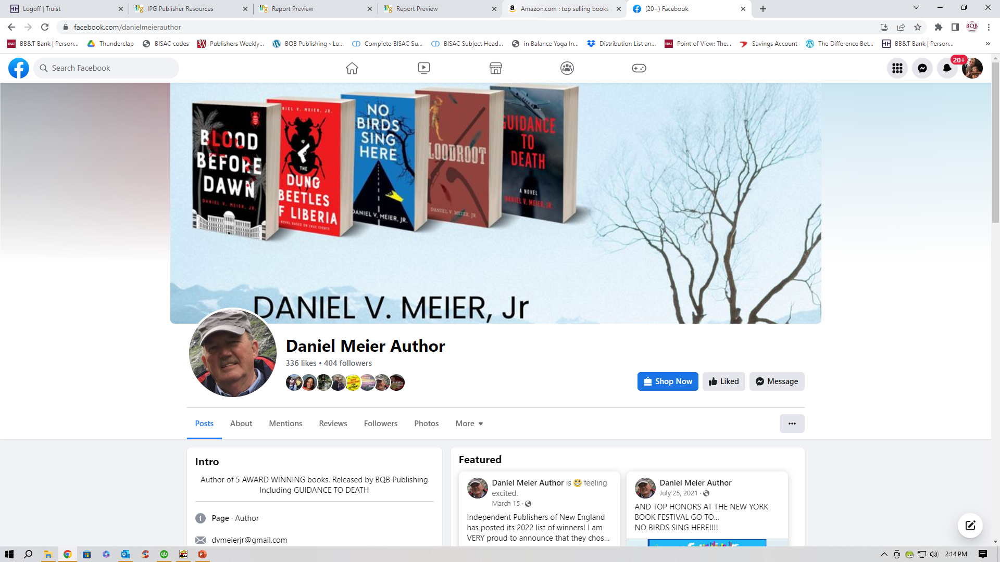 Logoff | Truist
IPG Publisher Resources
Report Preview
Report Preview
Amazon.com : top selling books
(20+) Facebook
facebook.com/danielmeierauthor
BB&T Bank | Person...
Thunderclap
BISAC codes
Publishers Weekly...
BQB Publishing › Lo...
Complete BISAC Su...
BISAC Subject Head...
in Balance Yoga In...
Distribution List an...
Point of View: The...
Savings Account
The Difference Bet...
BB&T Bank | Person...
»
Search Facebook
20+
BLOOD
BEFORE
DAWN
DANIEL V. MEIER, JR.
NIEL V. MEIER, JR.
THE
DUNG
BEETLES
F LIBERIA
NOVEL BASED ON TRUE EVENTS
NO
BIRDS
SING
HERE
DANIEL V. MEIER, JR.
LOODROOT
DANIEL V. MEIER, JR.
GUIDANCE
TO
DEATH
A NOVEL
DANIEL V. MEIER, JR.
DANIEL V. MEIER, Jr
Daniel Meier Author
336 likes • 404 followers
BOOK
MARKETING
FOR
AUTHORS
Shop Now
Liked
Message
Posts
About
Mentions
Reviews
Followers
Photos
More
Intro
Author of 5 AWARD WINNING books. Released by BQB Publishing
Including GUIDANCE TO DEATH
Page · Author
dvmeierjr@gmail.com
Featured
Daniel Meier Author is 😀 feeling
excited.
March 15 ·
Independent Publishers of New England
has posted its 2022 list of winners! I am
VERY proud to announce that they chos...
Daniel Meier Author
July 25, 2021 ·
AND TOP HONORS AT THE NEW YORK
BOOK FESTIVAL GO TO...
NO BIRDS SING HERE!!!!
2:14 PM